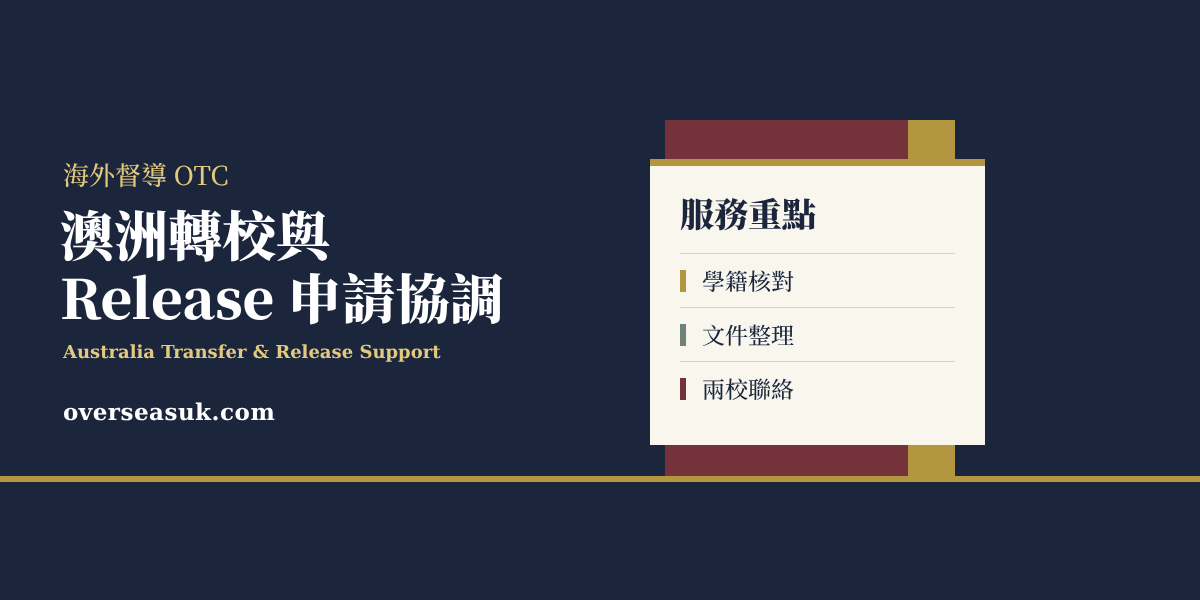 海外督導 OTC
澳洲轉校與
Release 申請協調
Australia Transfer & Release Support
overseasuk.com
服務重點
學籍核對
文件整理
兩校聯絡